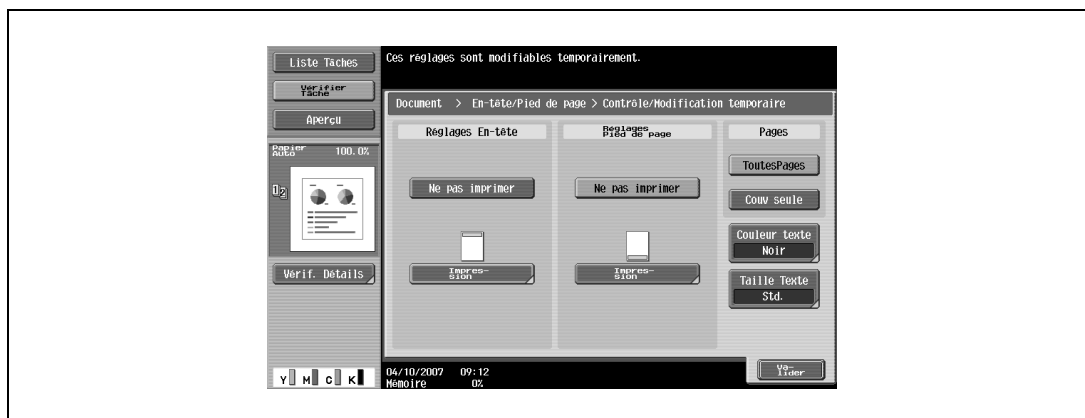 Liste Tâches
Vérifier
Tâche
Aperçu
Papier
Auto
100.0%
12
Vérif. Détails
Y M C K
Ces réglages sont modifiables temporairement.
Document > En-tête/Pied de page > Contrôle/Modification temporaire
Réglages En-tête
Ne pas imprimer
Impres-
sion
Réglages
Pied de page
Ne pas imprimer
Impres-
sion
Pages
ToutesPages
Couv seule
Couleur texte
Noir
Taille Texte
Std.
04/10/2007 09:12
Mémoire 0%
Va-
lider